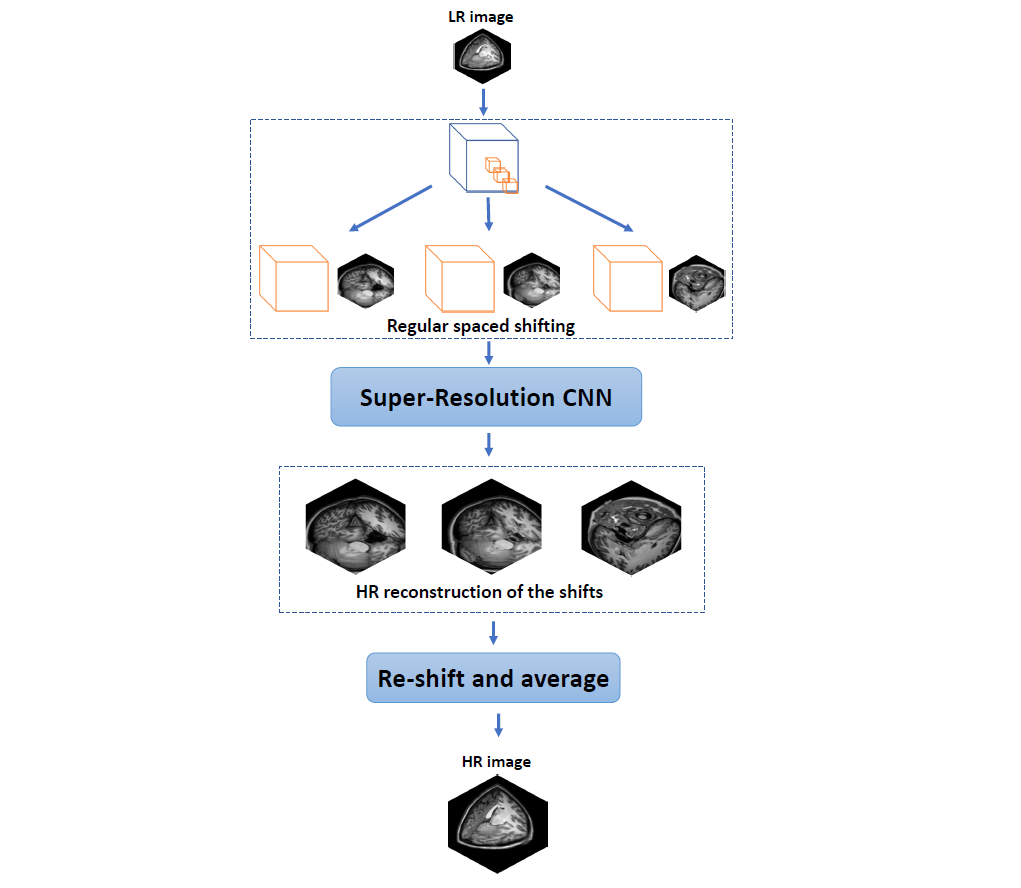 LR image
Regular spaced shifting
Super-Resolution CNN
HR reconstruction of the shifts
Re-shift and average
HR image